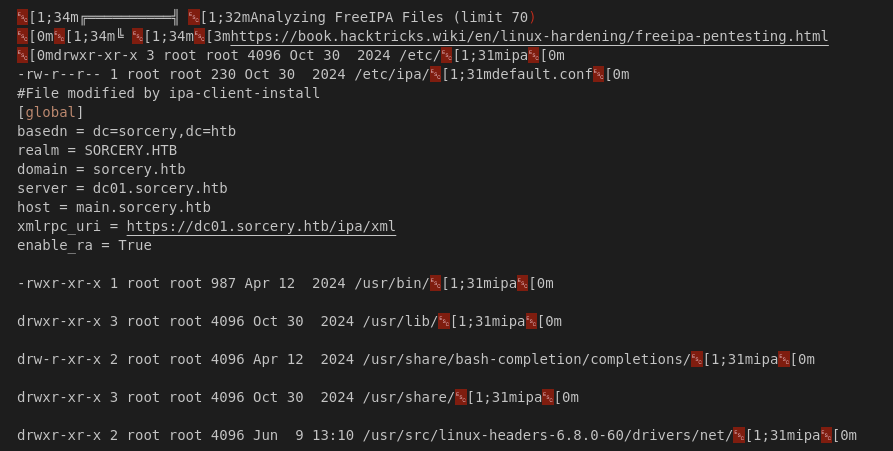 ␛[1;34m╔══════════╣ ␛[1;32mAnalyzing FreeIPA Files (limit 70)
␛[0m␛[1;34m╚ ␛[1;34m␛[3mhttps://book.hacktricks.wiki/en/linux-hardening/freeipa-pentesting.html
␛[0mdrwxr-xr-x 3 root root 4096 Oct 30  2024 /etc/␛[1;31mipa␛[0m
-rw-r--r-- 1 root root 230 Oct 30  2024 /etc/ipa/␛[1;31mdefault.conf␛[0m
#File modified by ipa-client-install
[global]
basedn = dc=sorcery,dc=htb
realm = SORCERY.HTB
domain = sorcery.htb
server = dc01.sorcery.htb
host = main.sorcery.htb
xmlrpc_uri = https://dc01.sorcery.htb/ipa/xml
enable_ra = True
-rwxr-xr-x 1 root root 987 Apr 12  2024 /usr/bin/␛[1;31mipa␛[0m
drwxr-xr-x 3 root root 4096 Oct 30  2024 /usr/lib/␛[1;31mipa␛[0m
drw-r-xr-x 2 root root 4096 Apr 12  2024 /usr/share/bash-completion/completions/␛[1;31mipa␛[0m
drwxr-xr-x 3 root root 4096 Oct 30  2024 /usr/share/␛[1;31mipa␛[0m
drwxr-xr-x 2 root root 4096 Jun  9 13:10 /usr/src/linux-headers-6.8.0-60/drivers/net/␛[1;31mipa␛[0m